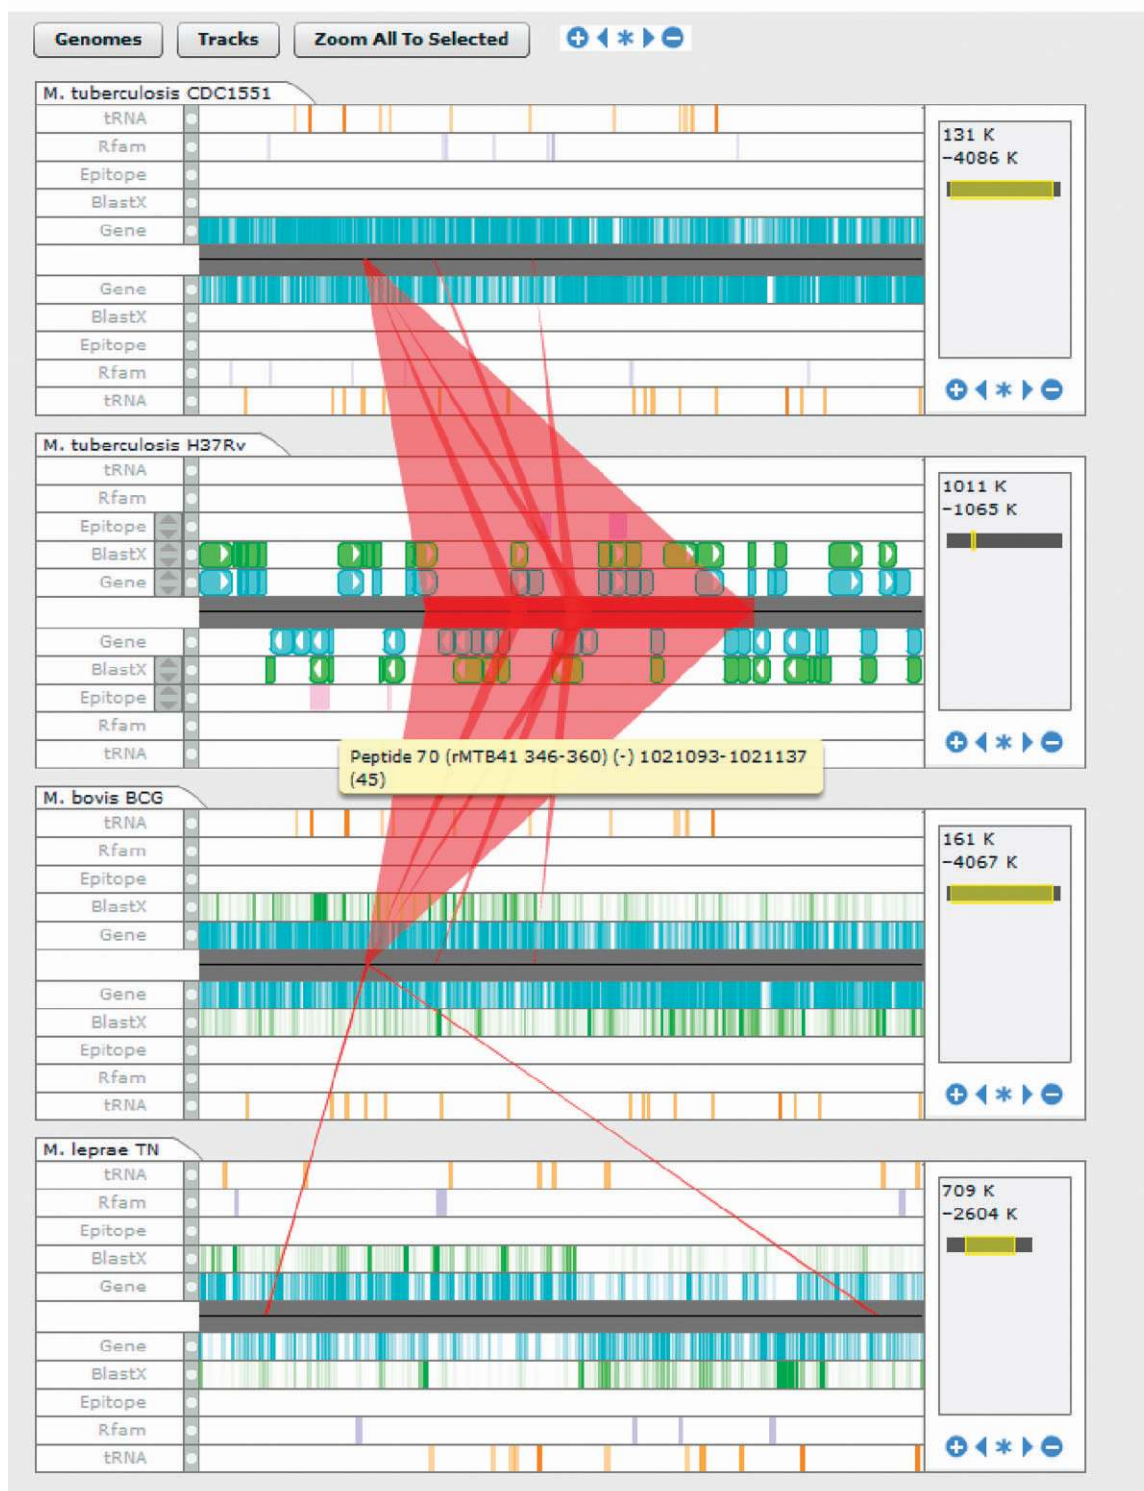 Genomes Tracks Zoom All To Selected
M. tuberculosis CDC1551
tRNA
131 K
Rfam
-4086 K
Epitope
BlastX
Gene
Gene
BlastX
Epitope
Rfam
tRNA
M. tuberculosis H37Rv
tRNA
1011 K
Rfam
-1065 K
Epitope
BlastX
Gene
Gene
BlastX
Epitope
Rfam
tRNA
Peptide 70 (rMTB41 346-360) (-) 1021093-1021137
(45)
M. bovis BCG
tRNA
161 K
Rfam
-4067 K
Epitope
BlastX
Gene
Gene
BlastX
Epitope
Rfam
tRNA
M. leprae TN
tRNA
709 K
Rfam
-2604 K
Epitope
BlastX
Gene
Gene
BlastX
Epitope
Rfam
tRNA